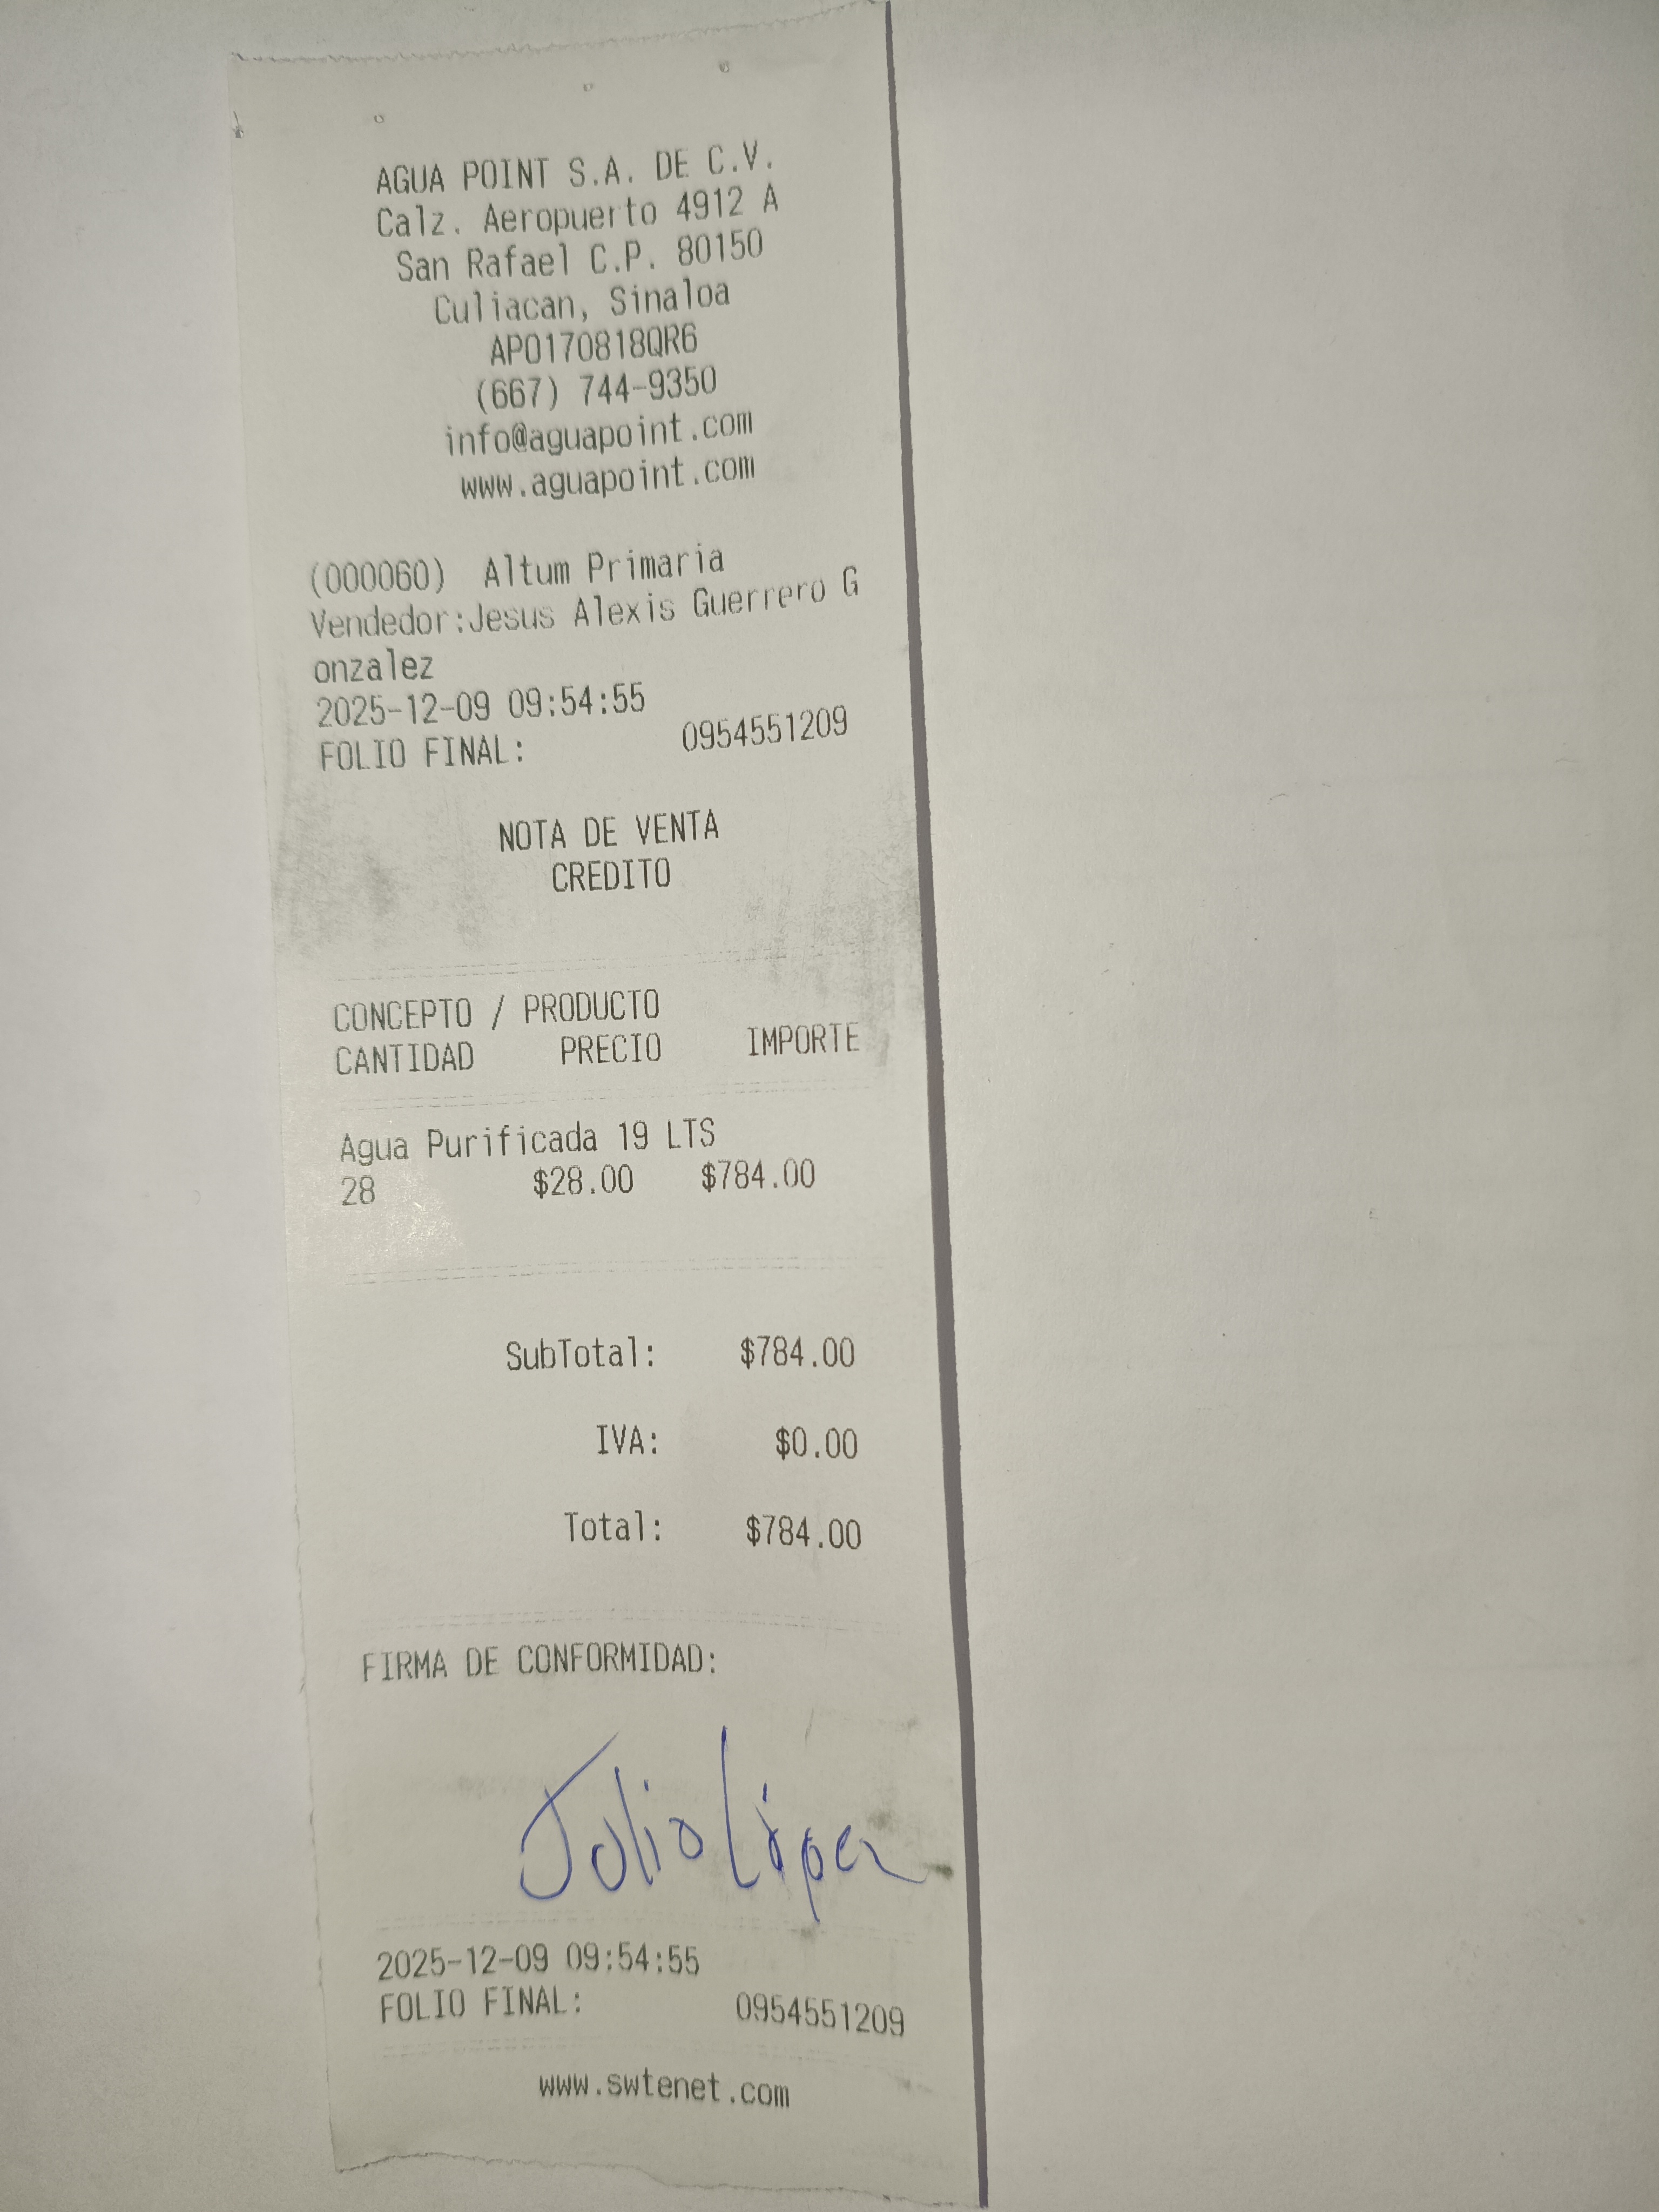 AGUA POINT S.A. DE C.V.
Calz. Aeropuerto 4912 A
San Rafael C.P. 80150
Culiacan, Sinaloa
APO170818QR6
(667) 744-9350
info@aguapoint.com
www.aguapoint.com
(000060) Altum Primaria
Vendedor:Jesus Alexis Guerrero G
onzalez
2025-12-09 09:54:55
FOLIO FINAL: 0954551209
NOTA DE VENTA
CREDITO
CONCEPTO / PRODUCTO
CANTIDAD PRECIO IMPORTE
Agua Purificada 19 LTS
28 $28.00 $784.00
SubTotal: $784.00
IVA: $0.00
Total: $784.00
FIRMA DE CONFORMIDAD:
Julio López
2025-12-09 09:54:55
FOLIO FINAL: 0954551209
www.swtenet.com